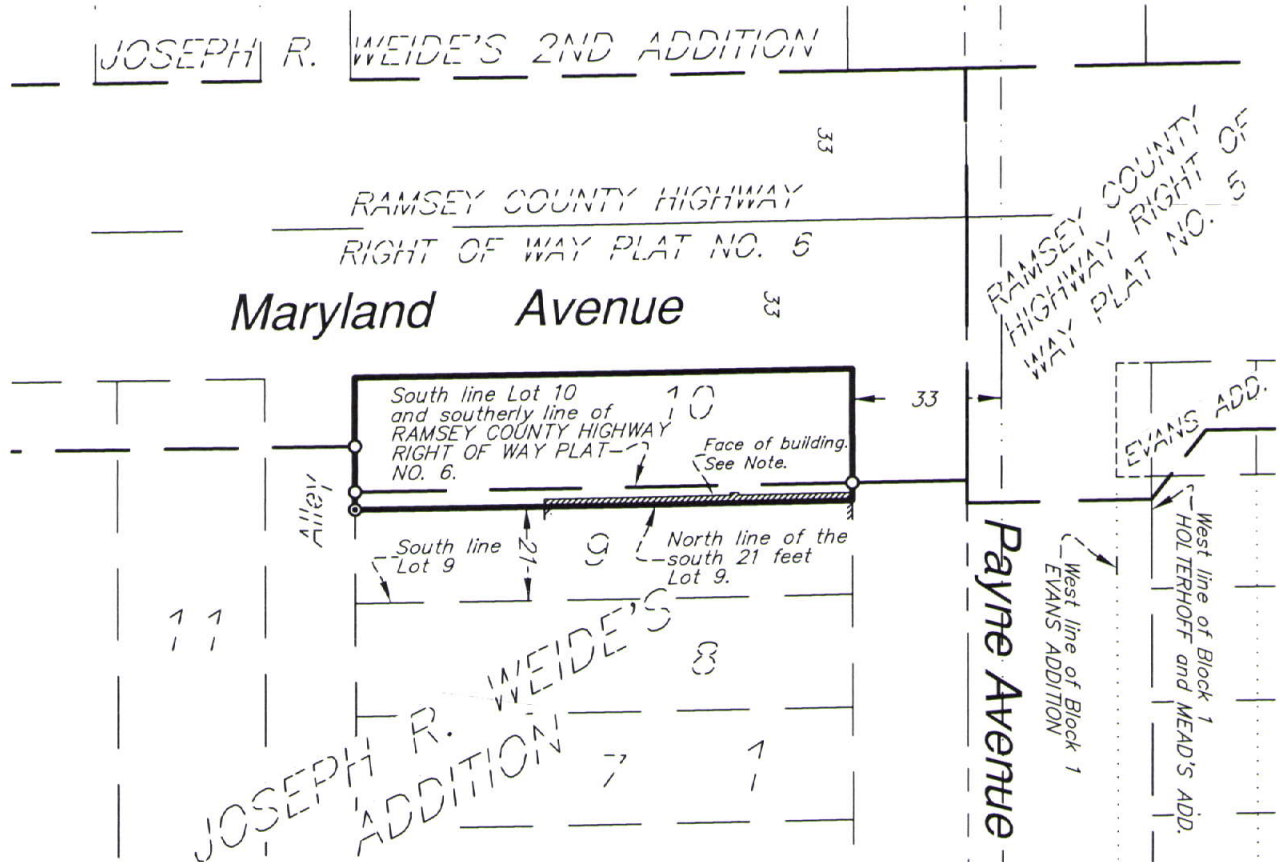 JOSEPH R. WEIDE'S 2ND ADDITION
33
RAMSEY COUNTY HIGHWAY
RIGHT OF WAY PLAT NO. 6
33
Maryland Avenue
RAMSEY COUNTY
HIGHWAY RIGHT OF
WAY PLAT NO. 5
South line Lot 10
and southerly line of
RAMSEY COUNTY HIGHWAY
RIGHT OF WAY PLAT
NO. 6.
10
Face of building.
See Note.
33
EVANS ADD.
Alley
South line
Lot 9
21
9
North line of the
south 21 feet
Lot 9.
Payne Avenue
West line of Block 1
EVANS ADDITION
West line of Block 1
HOLTERHOFF and MEAD'S ADD.
11
8
JOSEPH R. WEIDE'S
ADDITION
7
1